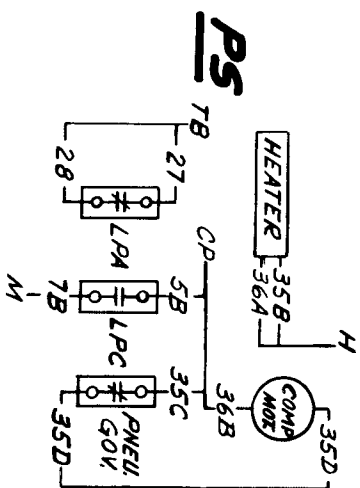 H
35D
HEATER
35B
36A
COMP
MOT.
PS
36B
CP
TB
27
5B
35C
LPA
LPC
PNEU.
GOV.
28
7B
35D
M